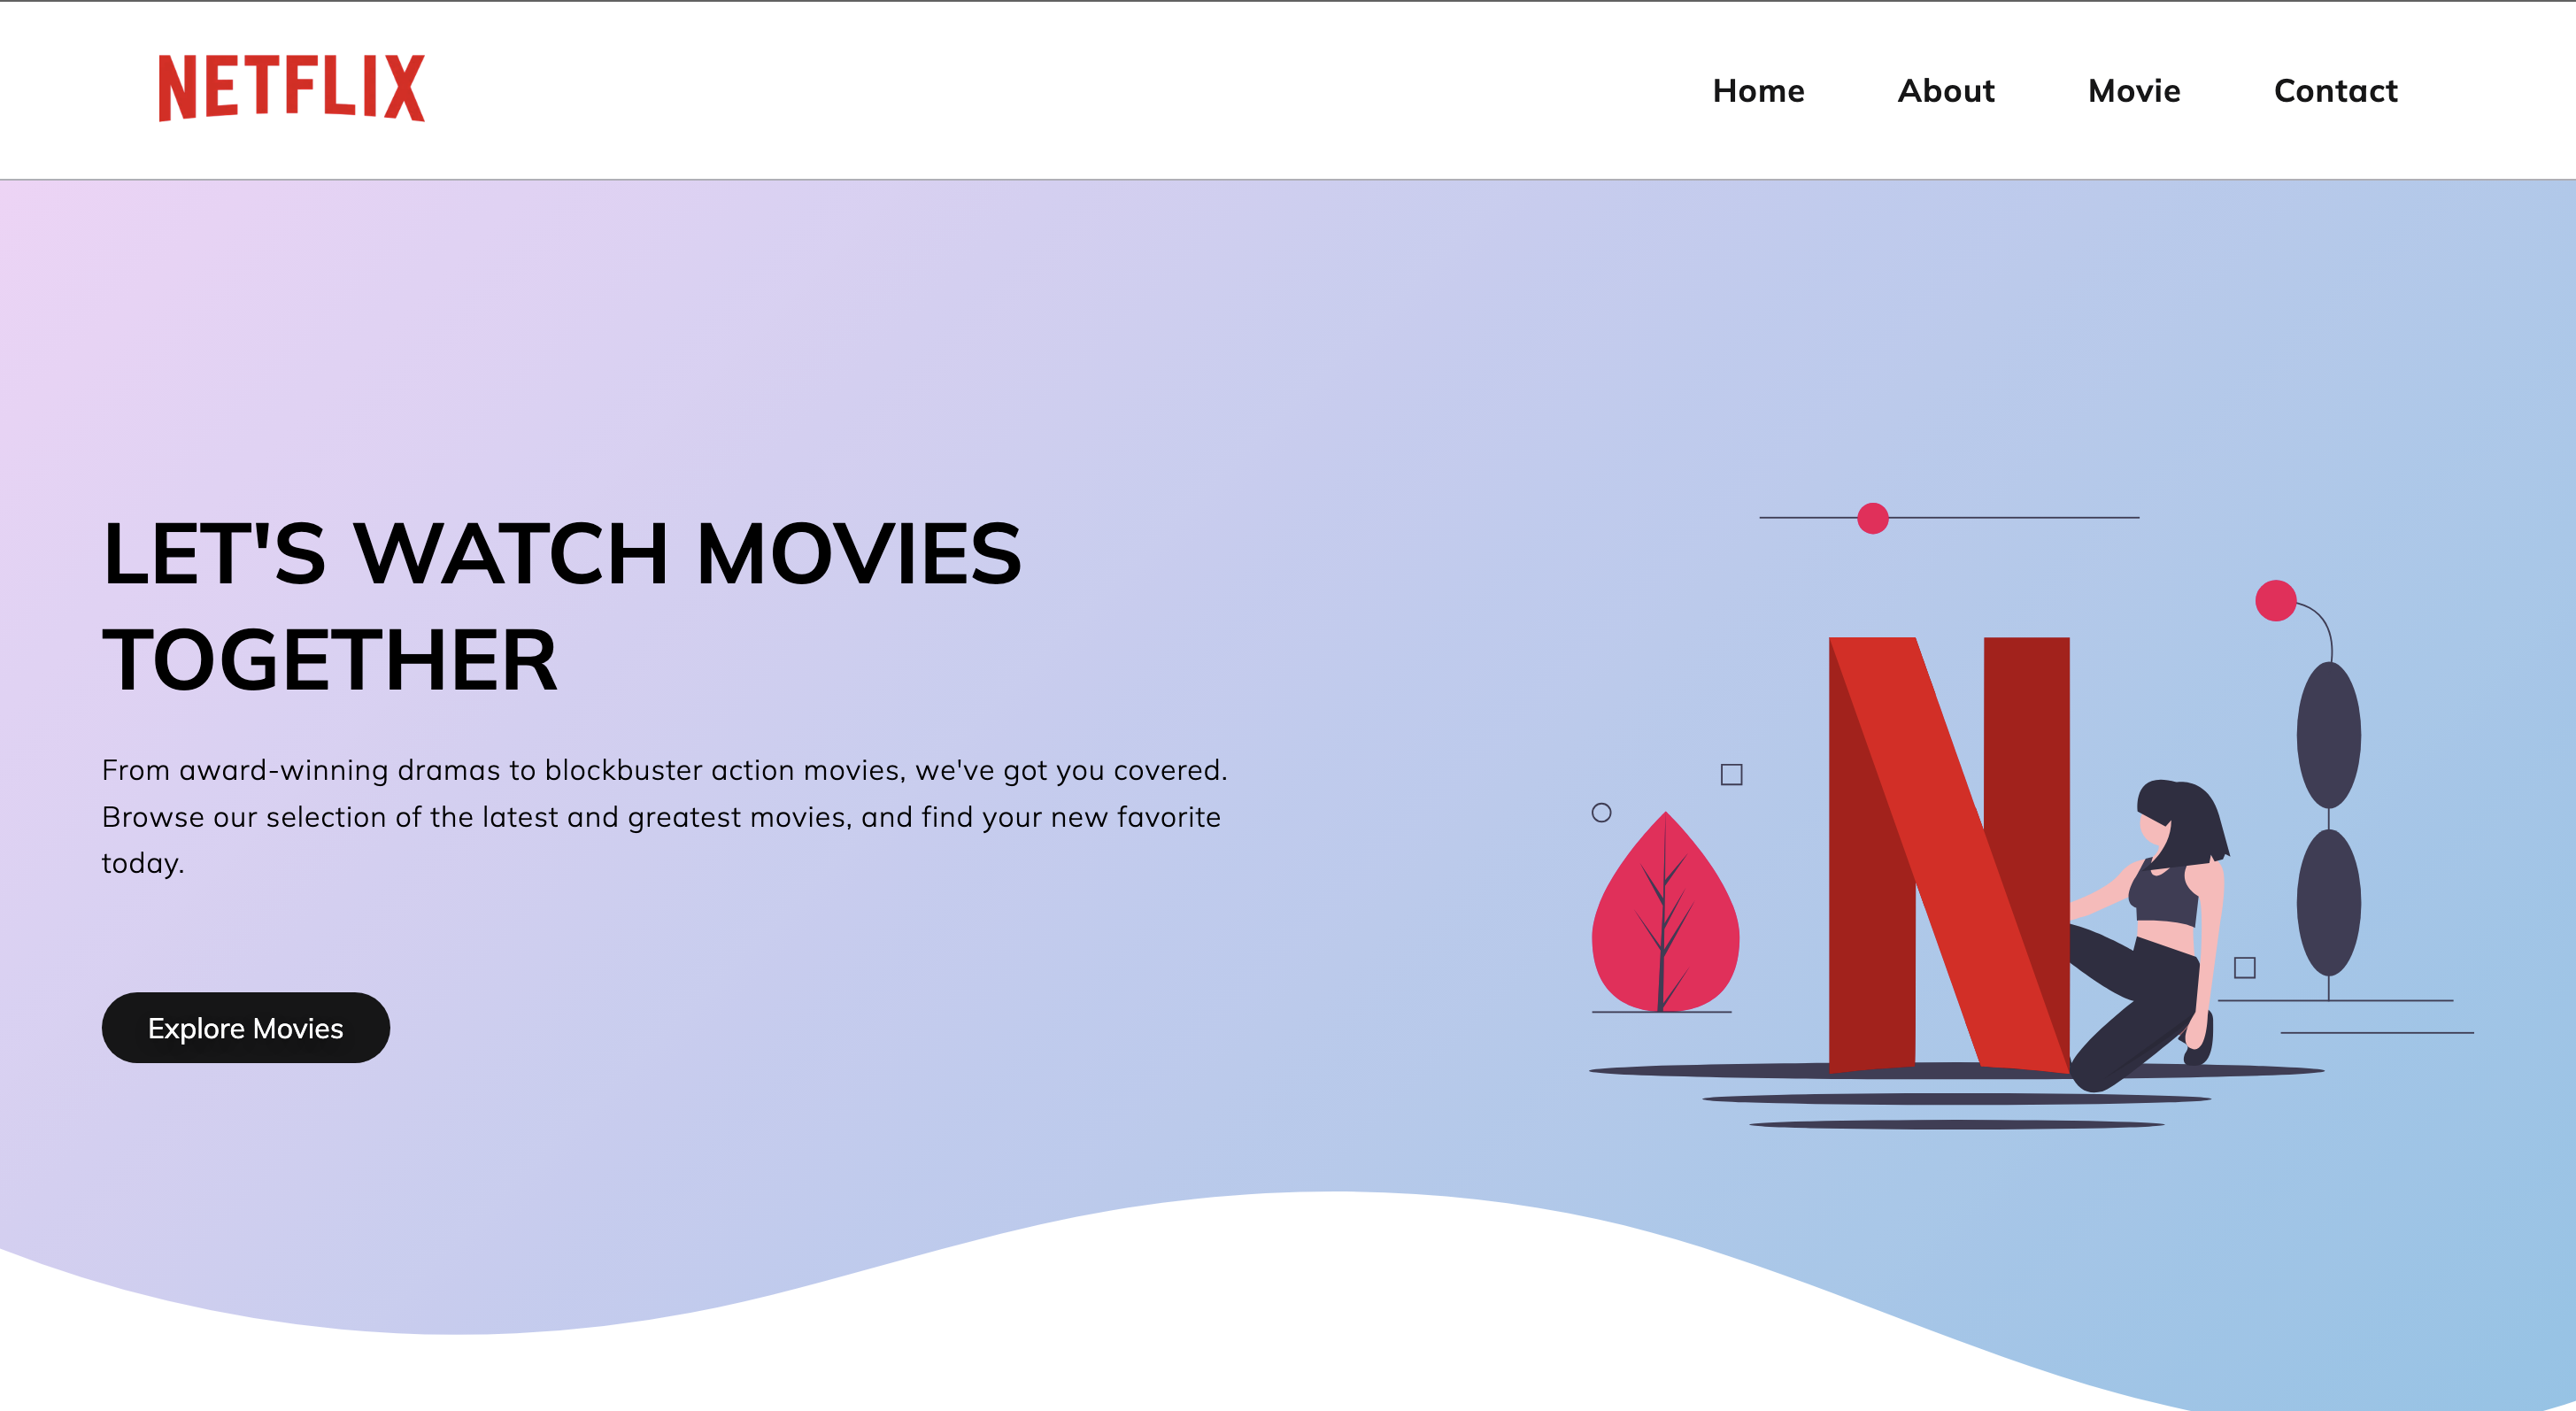 NETFLIX
Home About Movie Contact
LET'S WATCH MOVIES
TOGETHER
From award-winning dramas to blockbuster action movies, we've got you covered.
Browse our selection of the latest and greatest movies, and find your new favorite
today.
Explore Movies
N